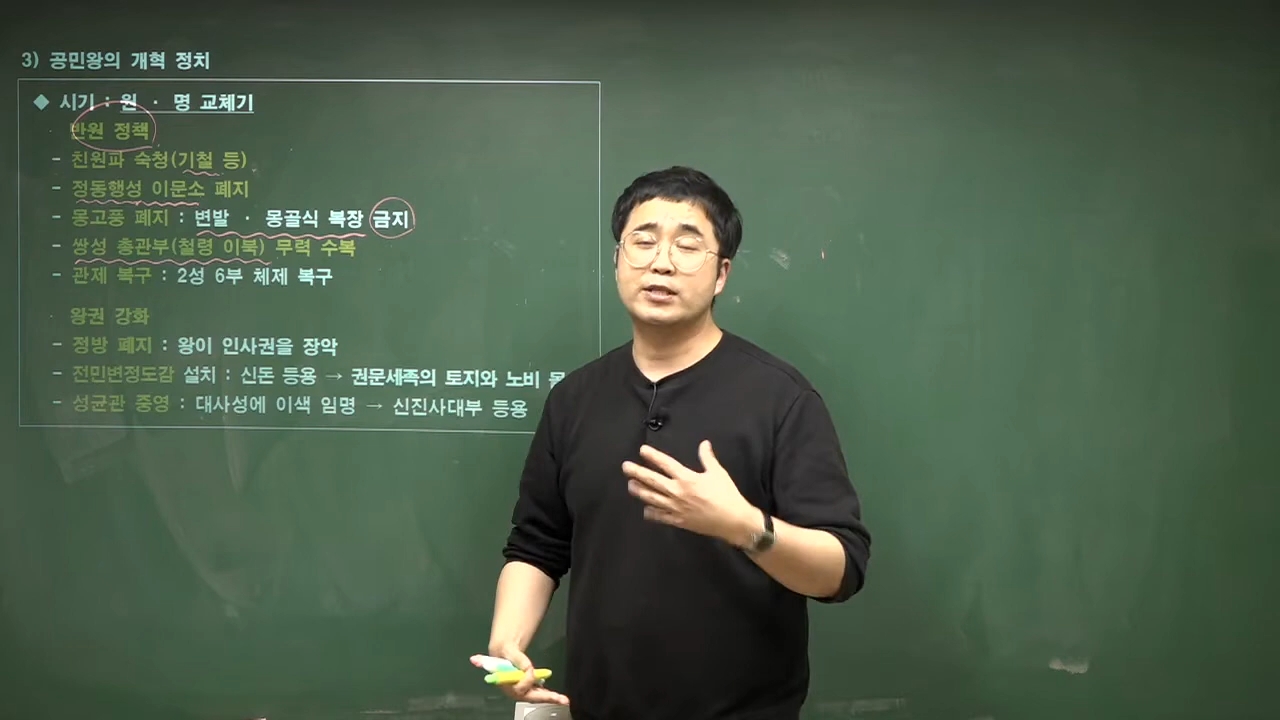 3) 공민왕의 개혁 정치
◆ 시기 : 원 · 명 교체기
· 반원 정책
- 친원파 숙청(기철 등)
- 정동행성 이문소 폐지
- 몽고풍 폐지 : 변발 · 몽골식 복장 금지
- 쌍성 총관부(철령 이북) 무력 수복
- 관제 복구 : 2성 6부 체제 복구
· 왕권 강화
- 정방 폐지 : 왕이 인사권을 장악
- 전민변정도감 설치 : 신돈 등용 → 권문세족의 토지와 노비
- 성균관 중영 : 대사성에 이색 임명 → 신진사대부 등용